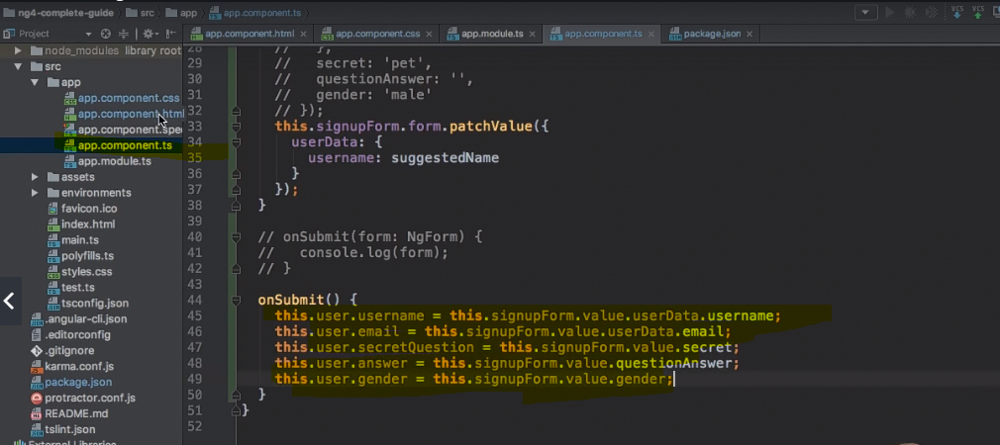 ng4-complete-guide src app app.component.ts
Project
app.component.html app.component.css app.module.ts app.component.ts package.json
VCS VCS
node_modules library root
src
app
app.component.css
app.component.html
app.component.spec
app.component.ts
app.module.ts
assets
environments
favicon.ico
index.html
main.ts
polyfills.ts
styles.css
test.ts
tsconfig.json
.angular-cli.json
.editorconfig
.gitignore
karma.conf.js
package.json
protractor.conf.js
README.md
tslint.json
External Libraries
28 // },
29 // secret: 'pet',
30 // questionAnswer: '',
31 // gender: 'male'
32 // });
33 this.signupForm.form.patchValue({
34 userData: {
35 username: suggestedName
36 }
37 });
38 }
39
40 // onSubmit(form: NgForm) {
41 // console.log(form);
42 // }
43
44 onSubmit() {
45 this.user.username = this.signupForm.value.userData.username;
46 this.user.email = this.signupForm.value.userData.email;
47 this.user.secretQuestion = this.signupForm.value.secret;
48 this.user.answer = this.signupForm.value.questionAnswer;
49 this.user.gender = this.signupForm.value.gender;
50 }
51 }
52